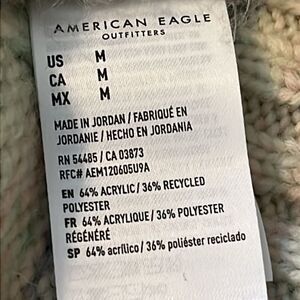 AMERICAN EAGLE
OUTFITTERS
US M
CA M
MX M
MADE IN JORDAN / FABRIQUÉ EN
JORDANIE / HECHO EN JORDANIA
RN 54485 / CA 03873
RFC# AEM120605U9A
EN 64% ACRYLIC / 36% RECYCLED
POLYESTER
FR 64% ACRYLIQUE / 36% POLYESTER
RÉGÉNÉRÉ
SP 64% acrílico / 36% poliéster reciclado